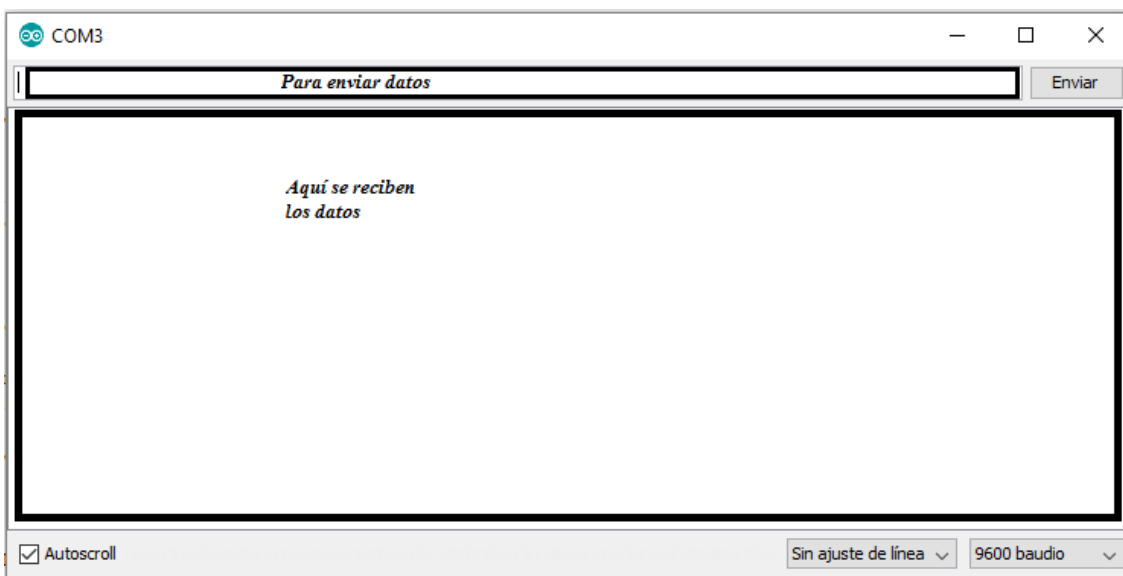 COM3
Para enviar datos
Enviar
Aquí se reciben
los datos
Autoscroll
Sin ajuste de línea
9600 baudio